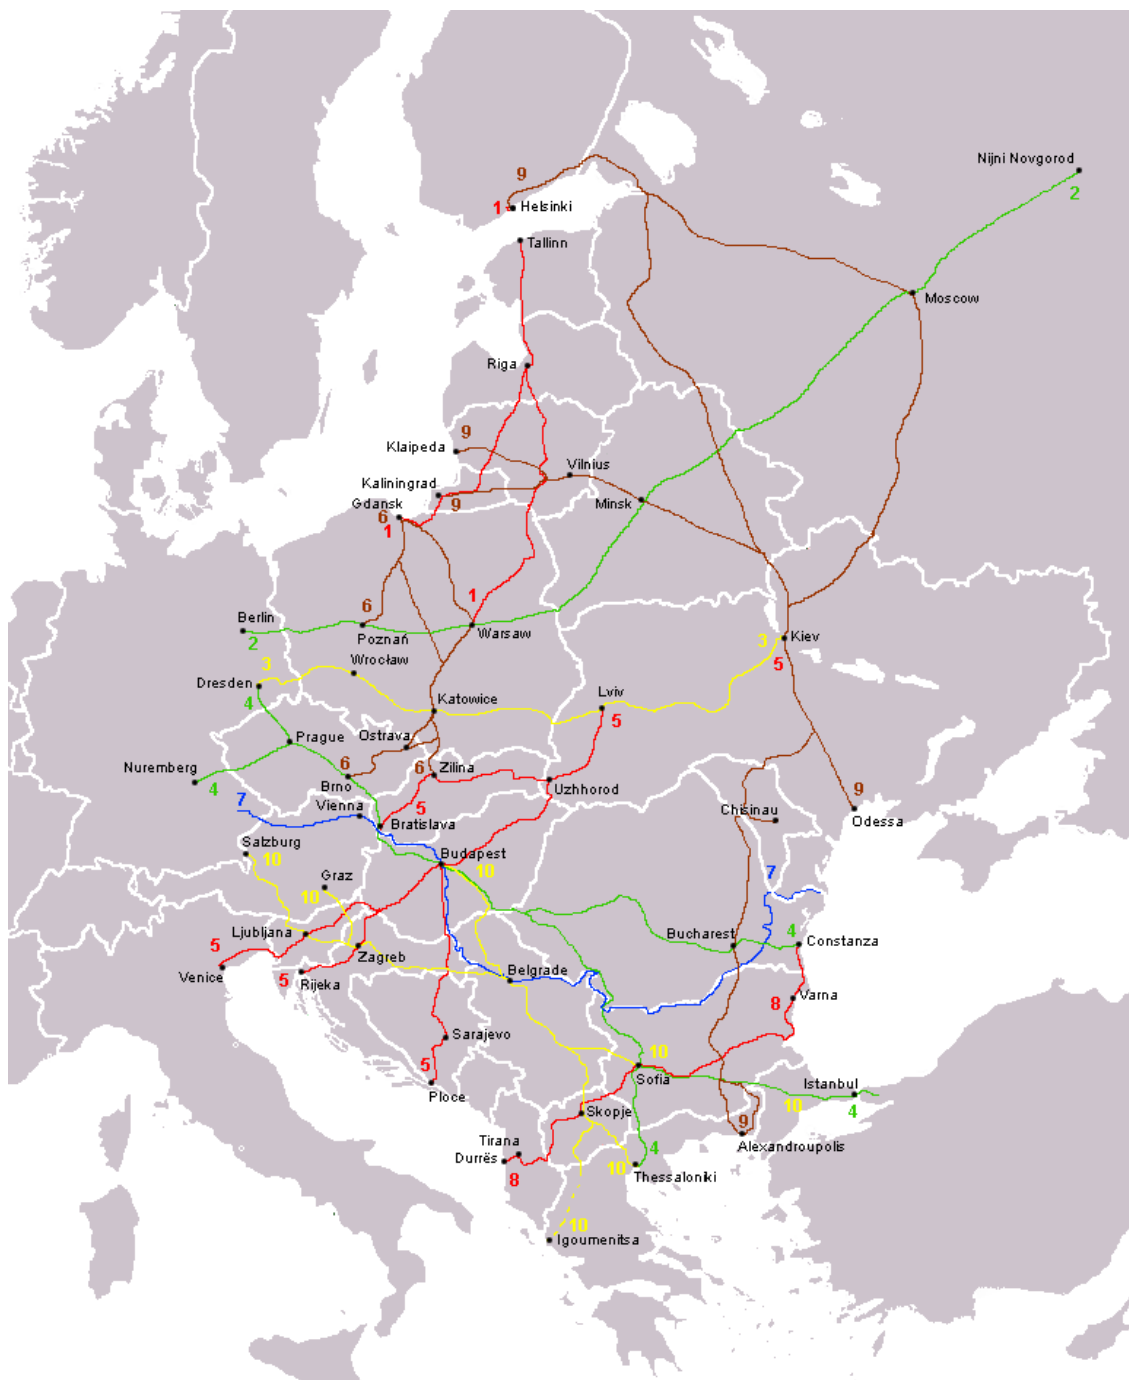 Nijni Novgorod
9
2
1
Helsinki
Tallinn
Moscow
Riga
9
Klaipeda
Vilnius
Kaliningrad
Minsk
Gdansk
9
6
1
1
6
Berlin
2
Poznań
Warsaw
3
Kiev
5
Wrocław
3
Dresden
4
Lviv
5
Katowice
Ostrava
Prague
Nuremberg
4
6
Brno
6
Zilina
Uzhhorod
7
Vienna
5
Bratislava
Chisinau
9
Odessa
Salzburg
10
Budapest
10
Graz
10
7
Ljubljana
Zagreb
5
Venice
5
Rijeka
Belgrade
Bucharest
4
Constanza
8
Varna
Sarajevo
5
Ploce
10
Sofia
Istanbul
10
4
Skopje
9
Alexandroupolis
Tirana
Durrës
8
4
10
Thessaloniki
10
Igoumenitsa